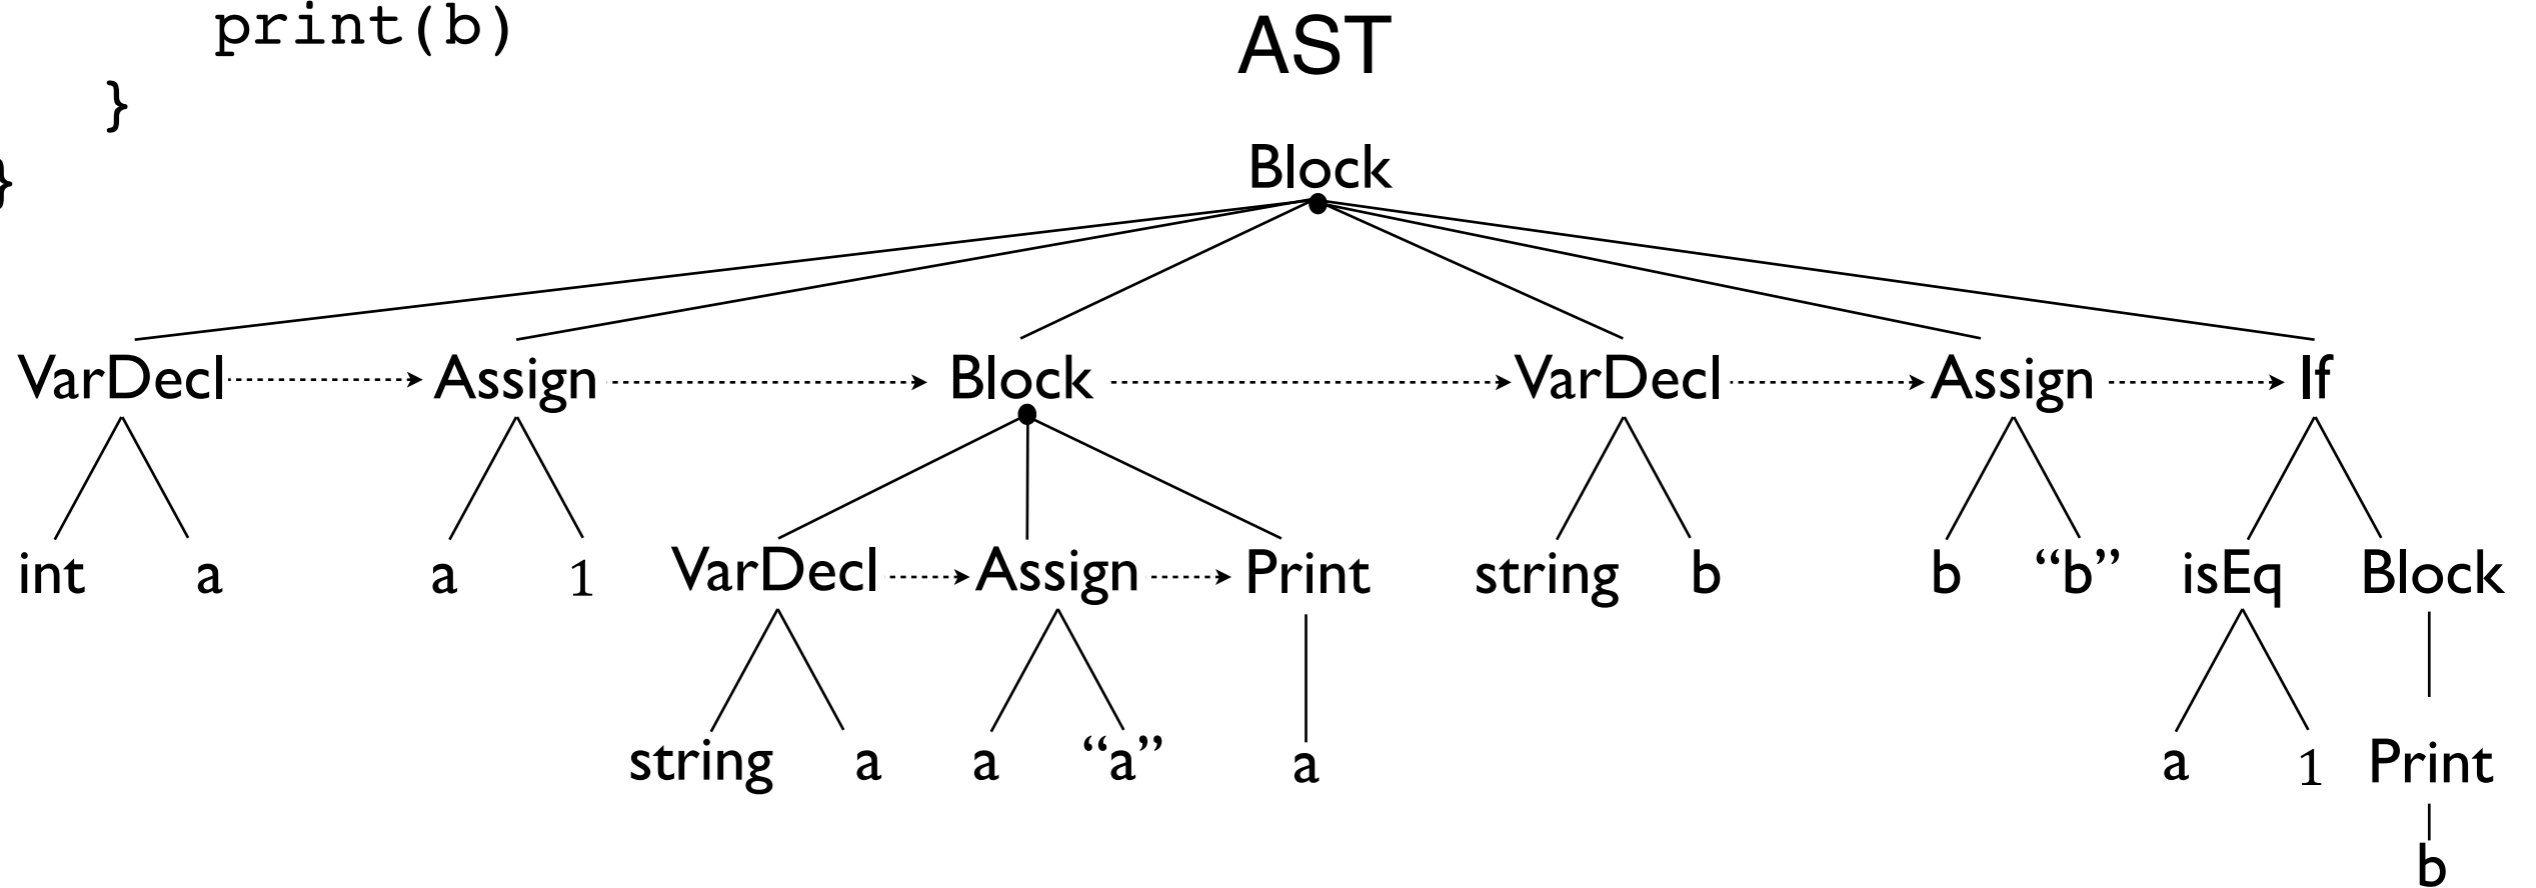 print(b)
AST
}
}
Block
VarDecl Assign Block VarDecl Assign If
int a a 1 VarDecl Assign Print string b b “b” isEq Block
string a a “a” a a 1 Print
b